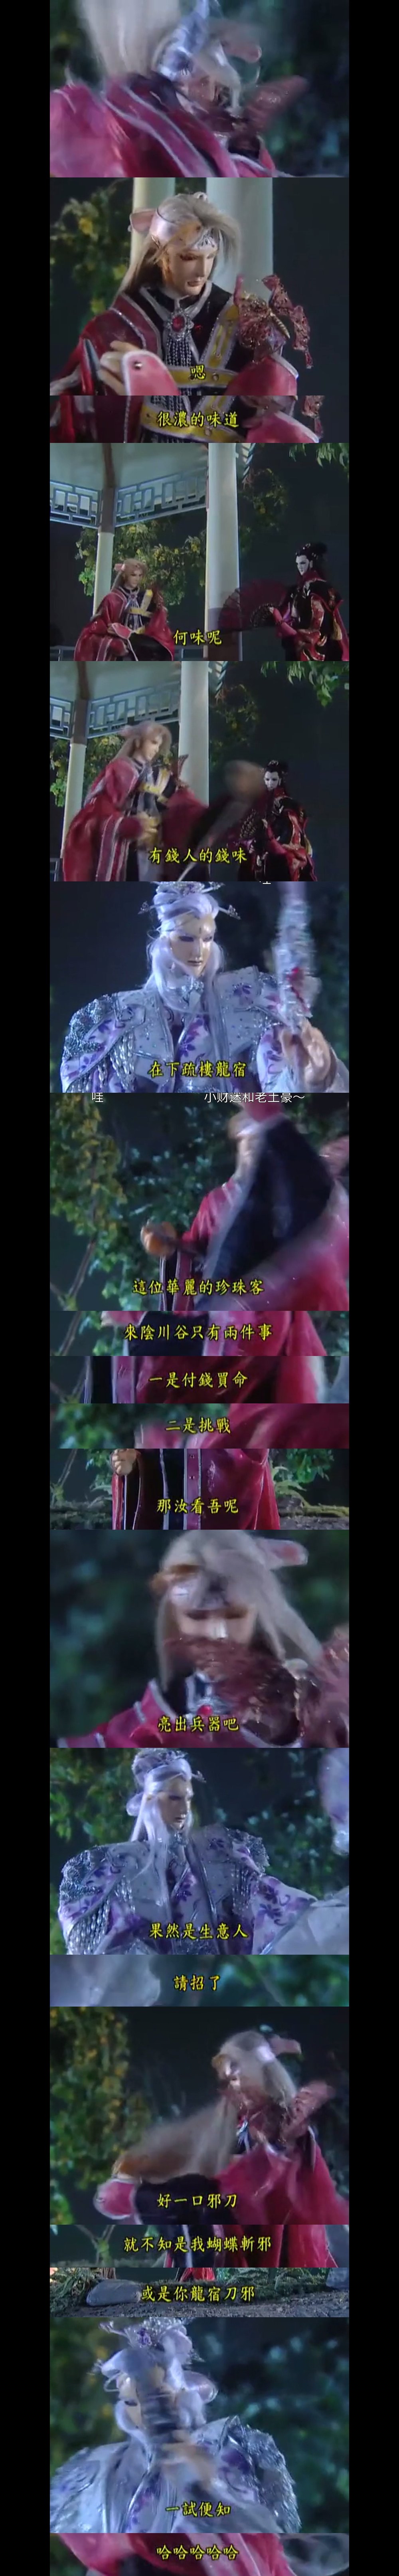 嗯
很濃的味道
何味呢
有錢人的錢味
在下疏樓龍宿
哇
小财迷和老土豪～
這位華麗的珍珠客
來陰川谷只有兩件事
一是付錢買命
二是挑戰
那汝看吾呢
亮出兵器吧
果然是生意人
請招了
好一口邪刀
就不知是我蝴蝶斬邪
或是你龍宿刀邪
一試便知
哈哈哈哈哈